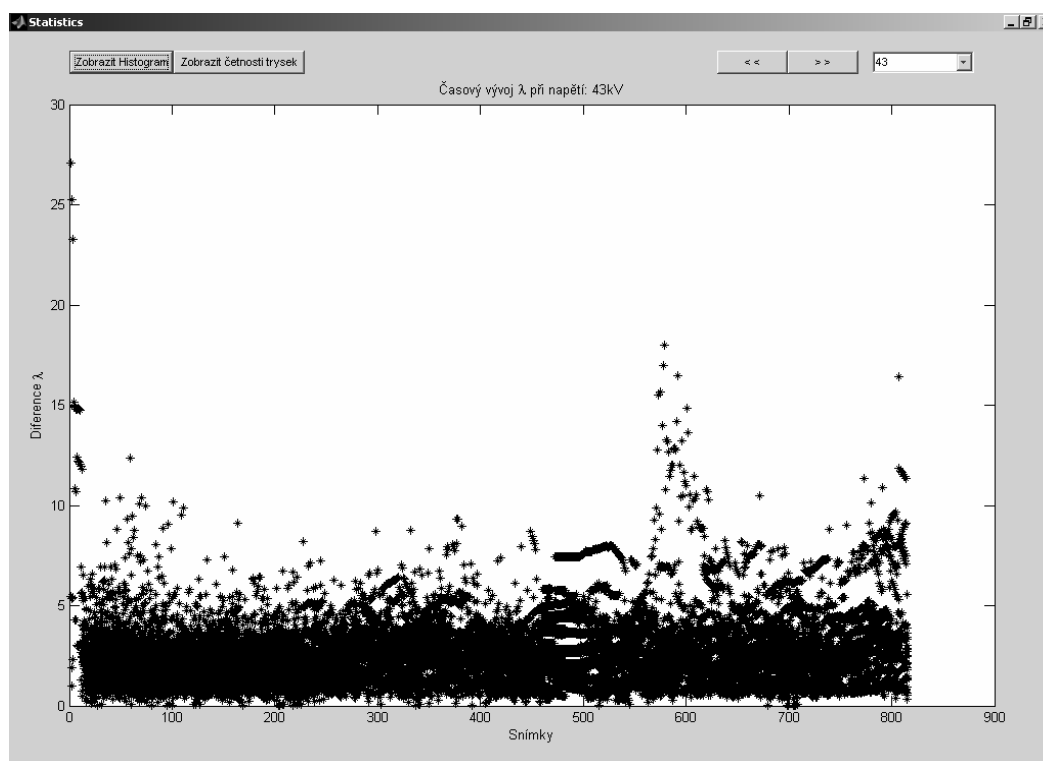 Statistics
Zobrazit Histogram Zobrazit četnosti trysek << >> 43
Časový vývoj λ při napětí: 43kV
30
25
20
15
10
5
0
Diference λ
0 100 200 300 400 500 600 700 800 900
Snímky